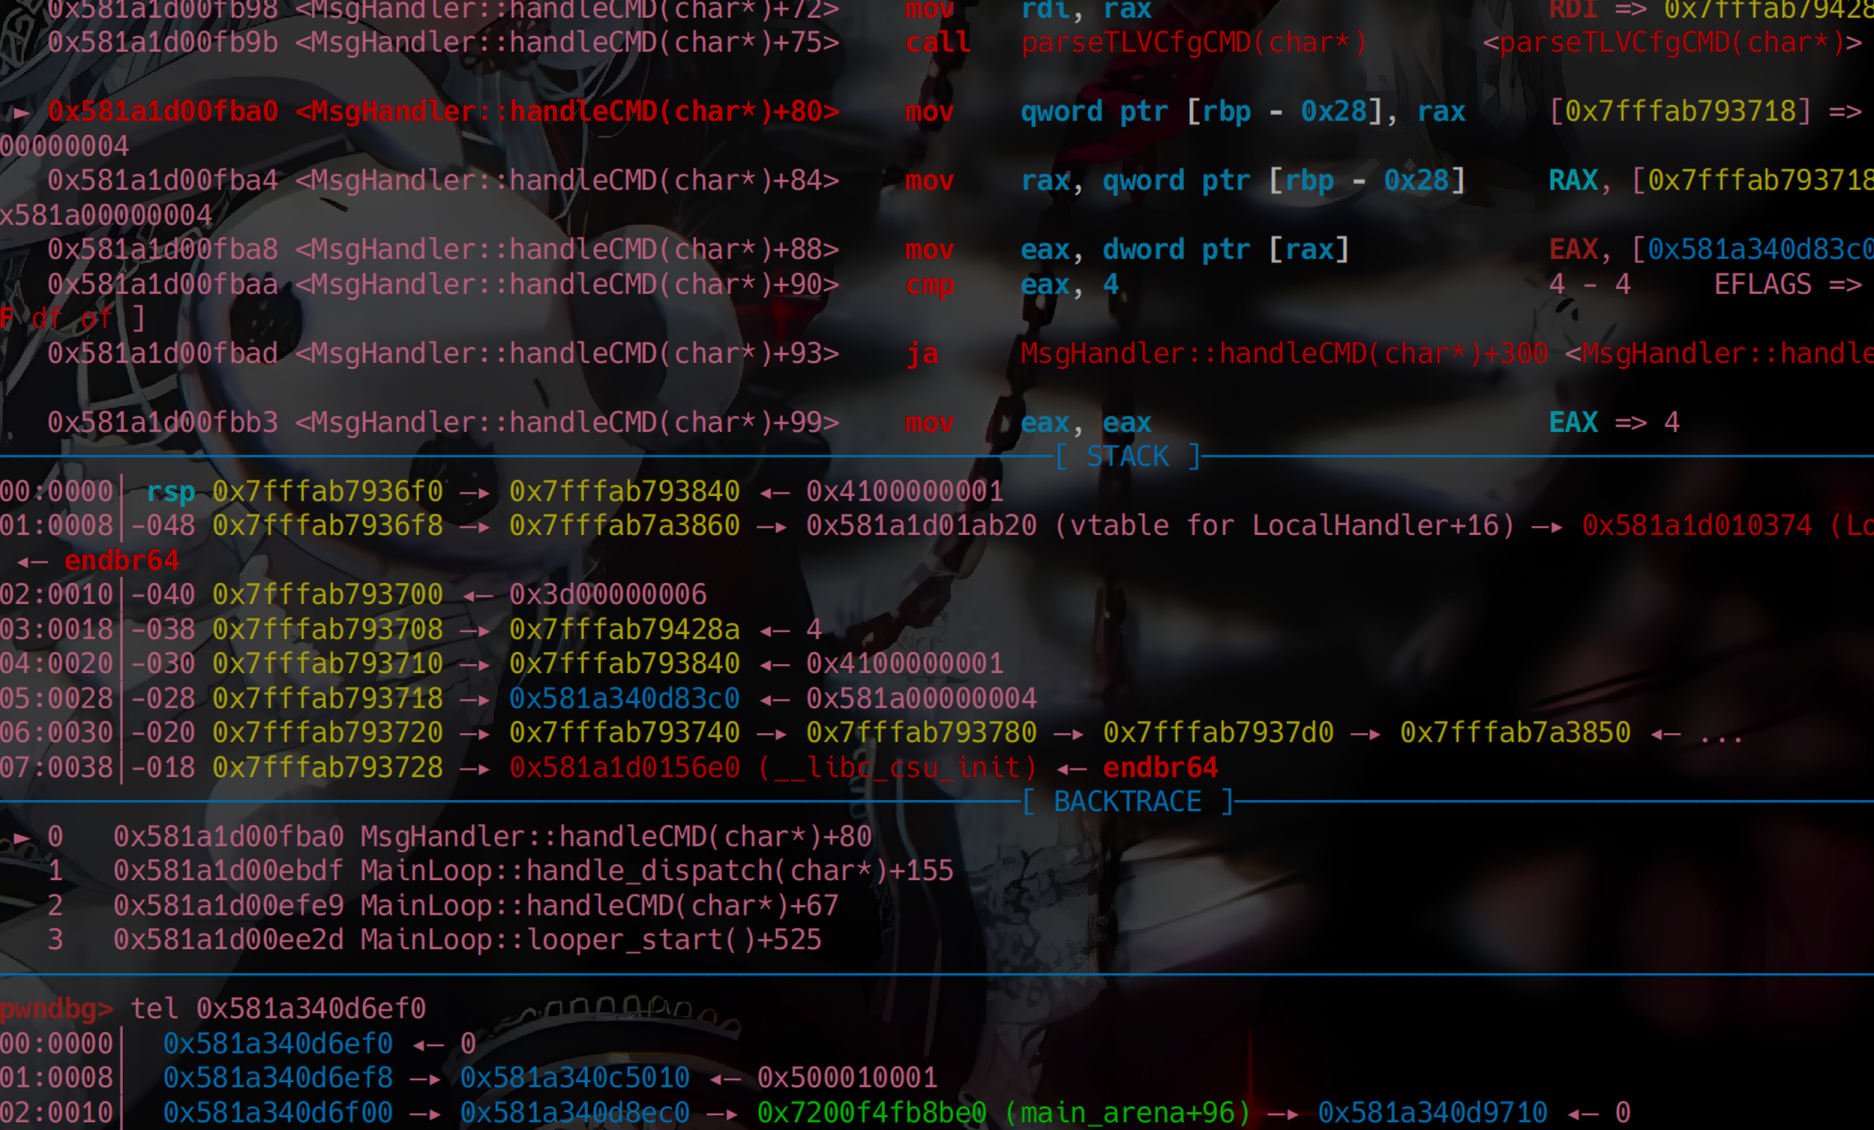 0x581a1d00fb98 <MsgHandler::handleCMD(char*)+72> mov rdi, rax RDI => 0x7fffab79428
0x581a1d00fb9b <MsgHandler::handleCMD(char*)+75> call parseTLVCfgCMD(char*) <parseTLVCfgCMD(char*)>
► 0x581a1d00fba0 <MsgHandler::handleCMD(char*)+80> mov qword ptr [rbp - 0x28], rax [0x7fffab793718] =>
00000004
0x581a1d00fba4 <MsgHandler::handleCMD(char*)+84> mov rax, qword ptr [rbp - 0x28] RAX, [0x7fffab793718
x581a00000004
0x581a1d00fba8 <MsgHandler::handleCMD(char*)+88> mov eax, dword ptr [rax] EAX, [0x581a340d83c0
0x581a1d00fbaa <MsgHandler::handleCMD(char*)+90> cmp eax, 4 4 - 4 EFLAGS =>
F df of ]
0x581a1d00fbad <MsgHandler::handleCMD(char*)+93> ja MsgHandler::handleCMD(char*)+300 <MsgHandler::handle
0x581a1d00fbb3 <MsgHandler::handleCMD(char*)+99> mov eax, eax EAX => 4
[ STACK ]
00:0000│ rsp 0x7fffab7936f0 —▸ 0x7fffab793840 ◂— 0x4100000001
01:0008│-048 0x7fffab7936f8 —▸ 0x7fffab7a3860 —▸ 0x581a1d01ab20 (vtable for LocalHandler+16) —▸ 0x581a1d010374 (Lo
◂— endbr64
02:0010│-040 0x7fffab793700 ◂— 0x3d00000006
03:0018│-038 0x7fffab793708 —▸ 0x7fffab79428a ◂— 4
04:0020│-030 0x7fffab793710 —▸ 0x7fffab793840 ◂— 0x4100000001
05:0028│-028 0x7fffab793718 —▸ 0x581a340d83c0 ◂— 0x581a00000004
06:0030│-020 0x7fffab793720 —▸ 0x7fffab793740 —▸ 0x7fffab793780 —▸ 0x7fffab7937d0 —▸ 0x7fffab7a3850 ◂— ...
07:0038│-018 0x7fffab793728 —▸ 0x581a1d0156e0 (__libc_csu_init) ◂— endbr64
[ BACKTRACE ]
► 0 0x581a1d00fba0 MsgHandler::handleCMD(char*)+80
1 0x581a1d00ebdf MainLoop::handle_dispatch(char*)+155
2 0x581a1d00efe9 MainLoop::handleCMD(char*)+67
3 0x581a1d00ee2d MainLoop::looper_start()+525
pwndbg> tel 0x581a340d6ef0
00:0000│ 0x581a340d6ef0 ◂— 0
01:0008│ 0x581a340d6ef8 —▸ 0x581a340c5010 ◂— 0x500010001
02:0010│ 0x581a340d6f00 —▸ 0x581a340d8ec0 —▸ 0x7200f4fb8be0 (main_arena+96) —▸ 0x581a340d9710 ◂— 0